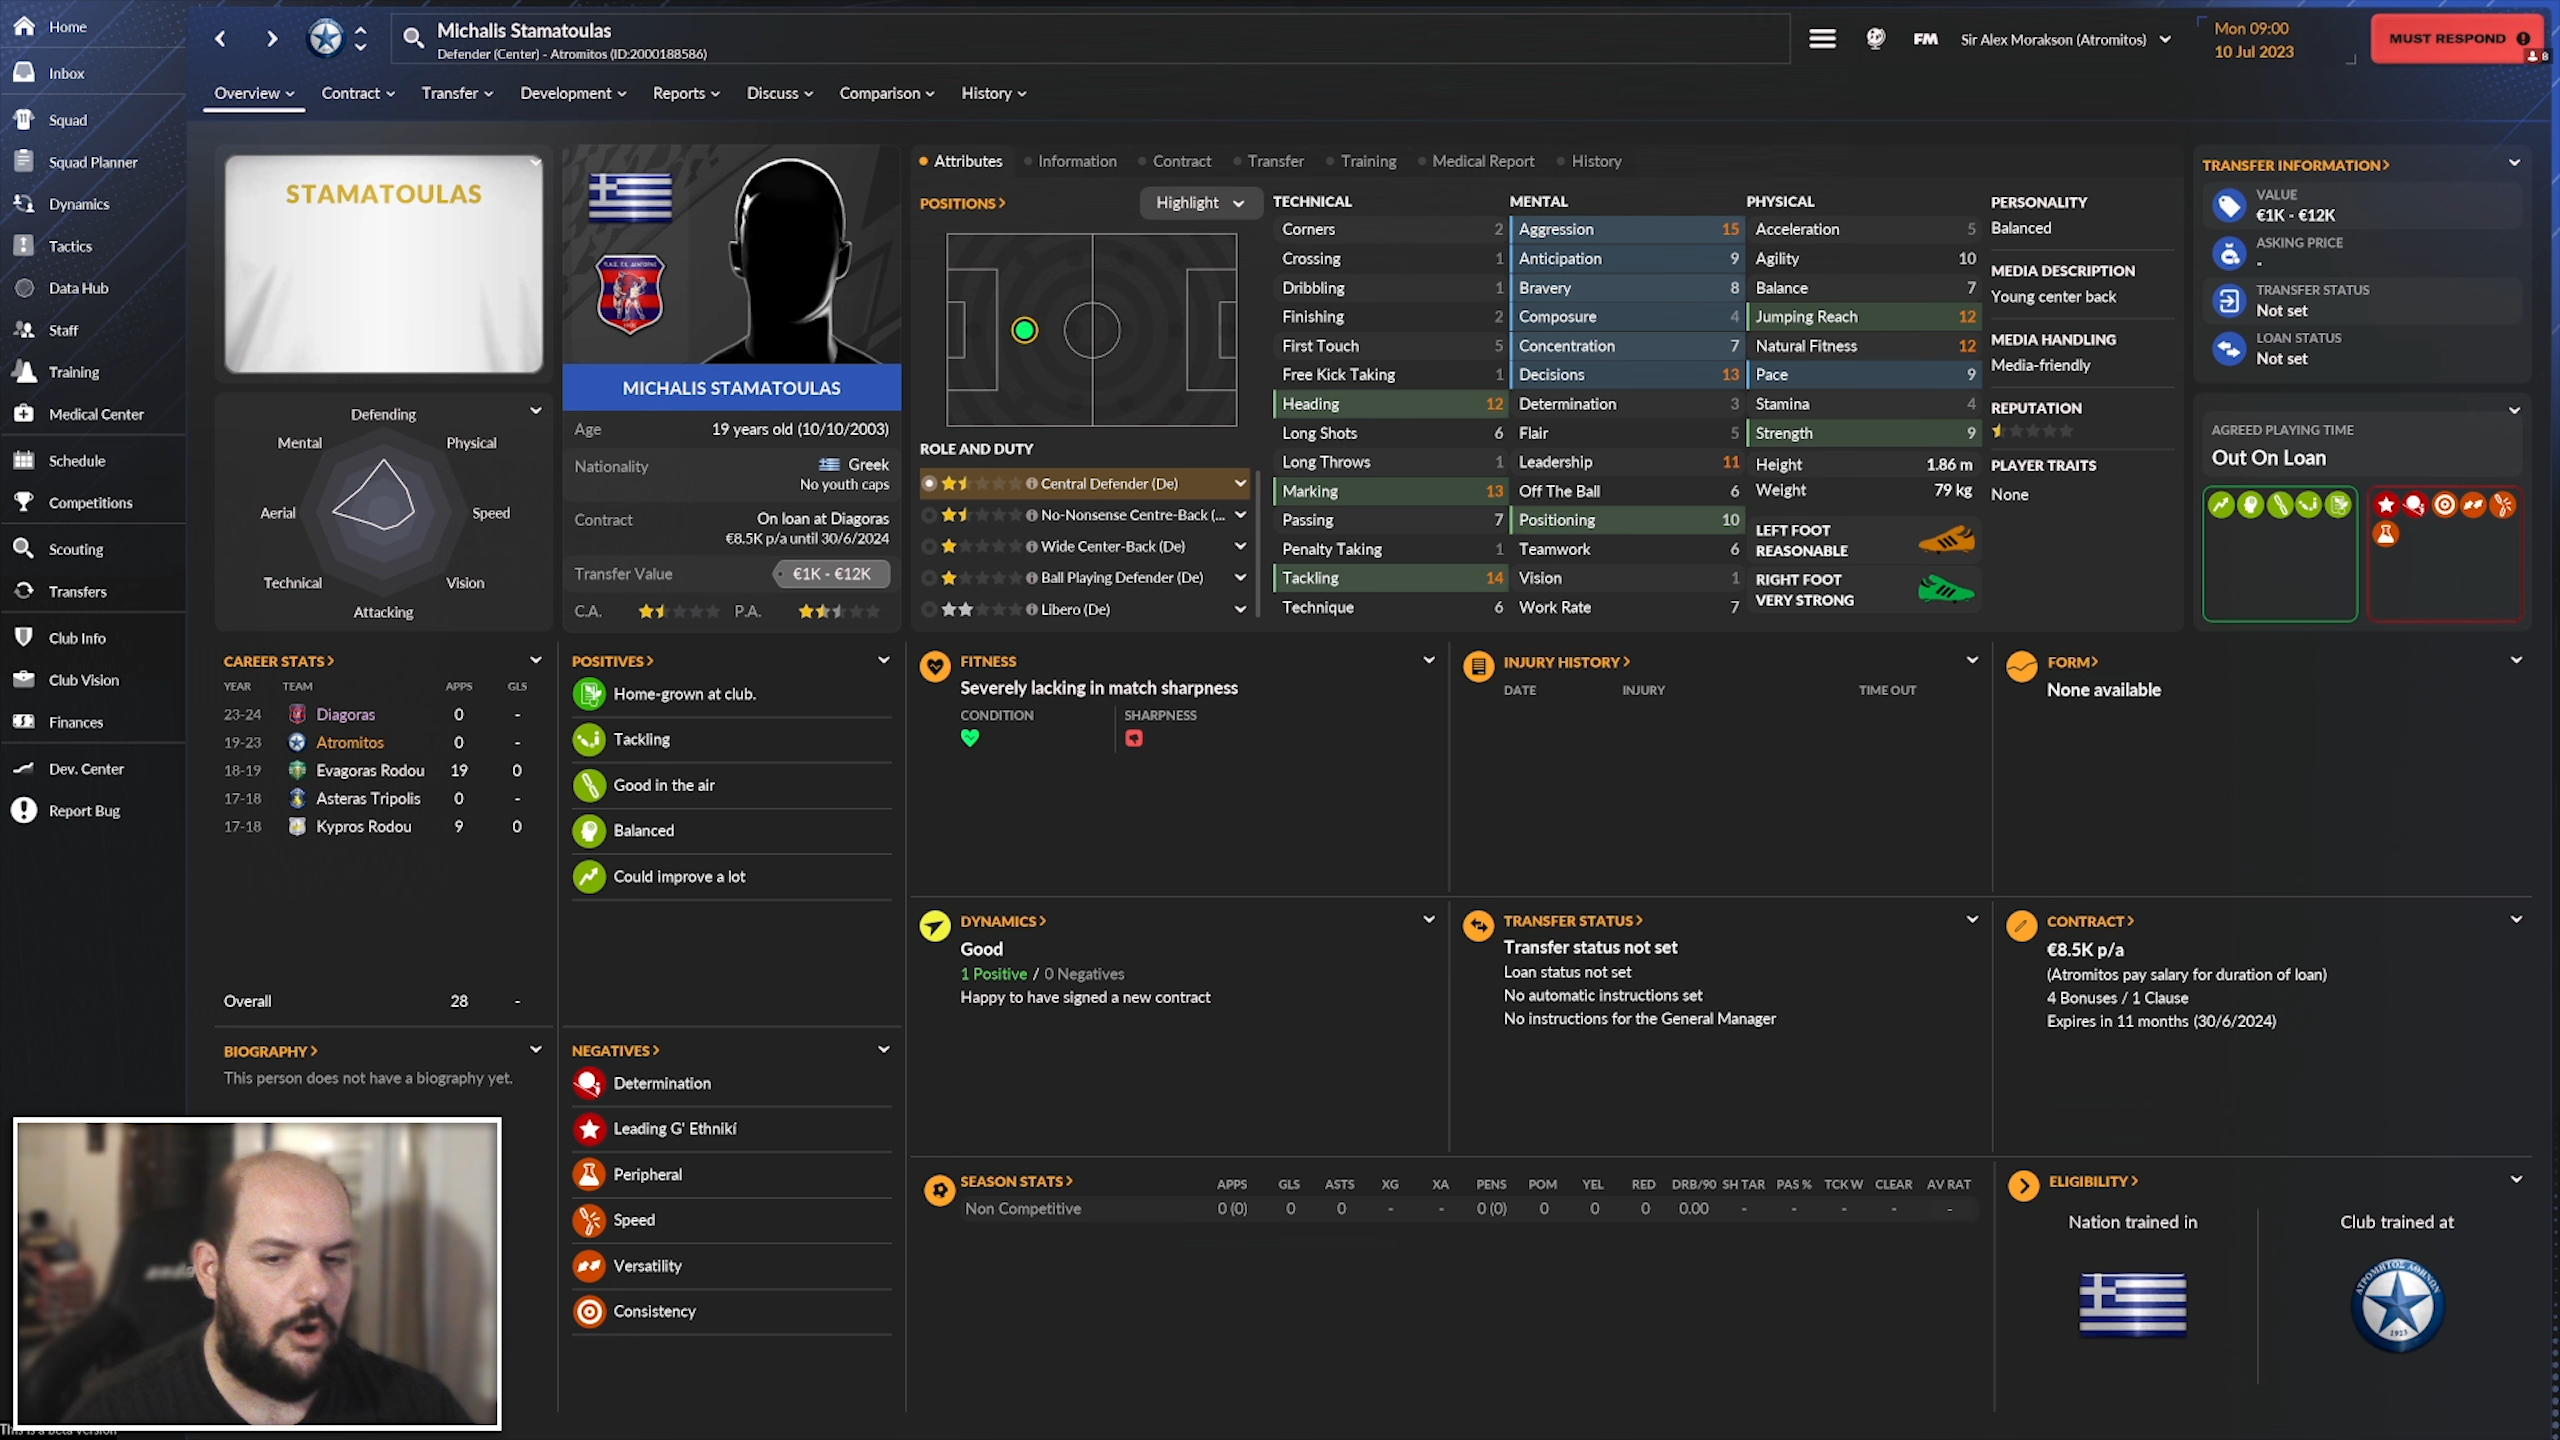 Home
Inbox
Squad
Squad Planner
Dynamics
Tactics
Data Hub
Staff
Training
Medical Center
Schedule
Competitions
Scouting
Transfers
Club Info
Club Vision
Finances
Dev. Center
Report Bug
Michalis Stamatoulas
Defender (Center) - Atromitos (ID:2000188586)
FM
Sir Alex Morakson (Atromitos)
Mon 09:00
10 Jul 2023
MUST RESPOND
8
Overview Contract Transfer Development Reports Discuss Comparison History
STAMATOULAS
Defending
Mental Physical
Aerial Speed
Technical Vision
Attacking
MICHALIS STAMATOULAS
Age 19 years old (10/10/2003)
Nationality Greek
No youth caps
Contract On loan at Diagoras
€8.5K p/a until 30/6/2024
Transfer Value €1K - €12K
C.A. P.A.
Attributes Information Contract Transfer Training Medical Report History
POSITIONS>
Highlight
ROLE AND DUTY
Central Defender (De)
No-Nonsense Centre-Back (...
Wide Center-Back (De)
Ball Playing Defender (De)
Libero (De)
TECHNICAL
Corners 2
Crossing 1
Dribbling 1
Finishing 2
First Touch 5
Free Kick Taking 1
Heading 12
Long Shots 6
Long Throws 1
Marking 13
Passing 7
Penalty Taking 1
Tackling 14
Technique 6
MENTAL
Aggression 15
Anticipation 9
Bravery 8
Composure 4
Concentration 7
Decisions 13
Determination 3
Flair 5
Leadership 11
Off The Ball 6
Positioning 10
Teamwork 6
Vision 1
Work Rate 7
PHYSICAL
Acceleration 5
Agility 10
Balance 7
Jumping Reach 12
Natural Fitness 12
Pace 9
Stamina 4
Strength 9
Height 1.86 m
Weight 79 kg
LEFT FOOT
REASONABLE
RIGHT FOOT
VERY STRONG
PERSONALITY
Balanced
MEDIA DESCRIPTION
Young center back
MEDIA HANDLING
Media-friendly
REPUTATION
PLAYER TRAITS
None
TRANSFER INFORMATION>
VALUE
€1K - €12K
ASKING PRICE
-
TRANSFER STATUS
Not set
LOAN STATUS
Not set
AGREED PLAYING TIME
Out On Loan
CAREER STATS>
YEAR TEAM APPS GLS
23-24 Diagoras 0 -
19-23 Atromitos 0 -
18-19 Evagoras Rodou 19 0
17-18 Asteras Tripolis 0 -
17-18 Kypros Rodou 9 0
Overall 28 -
BIOGRAPHY>
This person does not have a biography yet.
POSITIVES>
Home-grown at club.
Tackling
Good in the air
Balanced
Could improve a lot
NEGATIVES>
Determination
Leading G' Ethnikí
Peripheral
Speed
Versatility
Consistency
FITNESS
Severely lacking in match sharpness
CONDITION SHARPNESS
INJURY HISTORY>
DATE INJURY TIME OUT
FORM>
None available
DYNAMICS>
Good
1 Positive / 0 Negatives
Happy to have signed a new contract
TRANSFER STATUS>
Transfer status not set
Loan status not set
No automatic instructions set
No instructions for the General Manager
CONTRACT>
€8.5K p/a
(Atromitos pay salary for duration of loan)
4 Bonuses / 1 Clause
Expires in 11 months (30/6/2024)
SEASON STATS> APPS GLS ASTS XG XA PENS POM YEL RED DRB/90 SH TAR PAS % TCK W CLEAR AV RAT
Non Competitive 0 (0) 0 0 - - 0 (0) 0 0 0 0.00 - - - - -
ELIGIBILITY>
Nation trained in Club trained at
ΑΤΡΟΜΗΤΟΣ ΑΘΗΝΩΝ
1923
This is a beta version